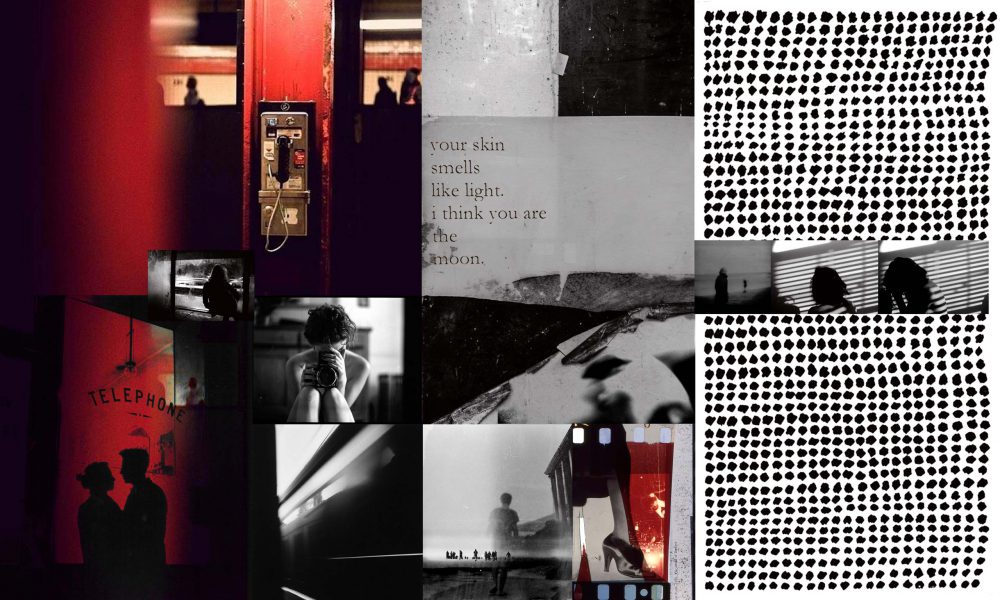 your skin
smells
like light.
i think you are
the
moon.
TELEPHONE